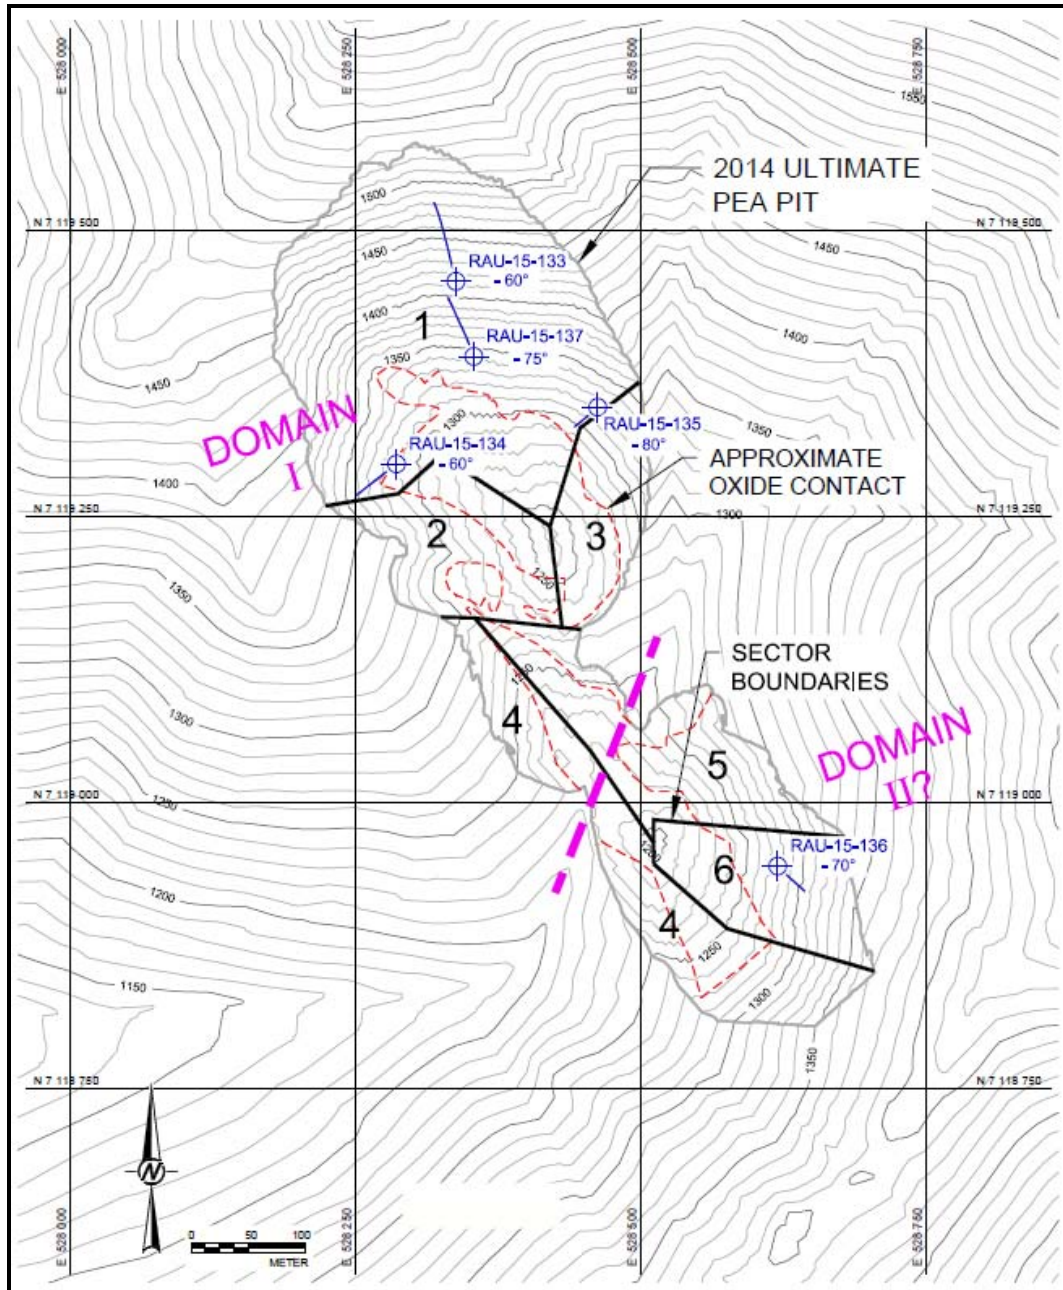 E 528 000
E 528 250
E 528 500
E 528 750
1550
2014 ULTIMATE
PEA PIT
1500
N 7 119 500
N 7 119 500
1450
RAU-15-133
- 60°
1450
1400
RAU-15-137
- 75°
1
1400
1350
1450
DOMAIN
I
1300
RAU-15-135
- 80°
1350
RAU-15-134
- 60°
APPROXIMATE
OXIDE CONTACT
1400
N 7 119 250
N 7 119 250
1300
2
3
1250
1350
SECTOR
BOUNDARIES
1300
4
5
DOMAIN
II?
1250
N 7 119 000
N 7 119 000
RAU-15-136
- 70°
6
1200
4
1250
1150
1300
1350
N 7 118 750
N 7 118 750
N
0 50 100
METER
E 528 000
E 528 250
E 528 500
E 528 750